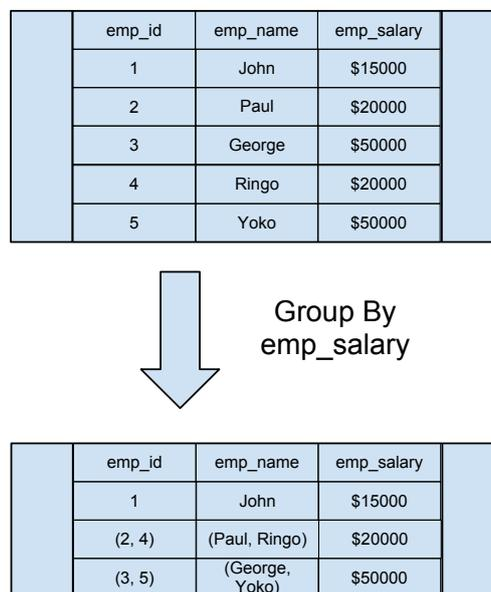 emp_id emp_name emp_salary
1 John $15000
2 Paul $20000
3 George $50000
4 Ringo $20000
5 Yoko $50000
Group By
emp_salary
emp_id emp_name emp_salary
1 John $15000
(2, 4) (Paul, Ringo) $20000
(3, 5) (George, Yoko) $50000